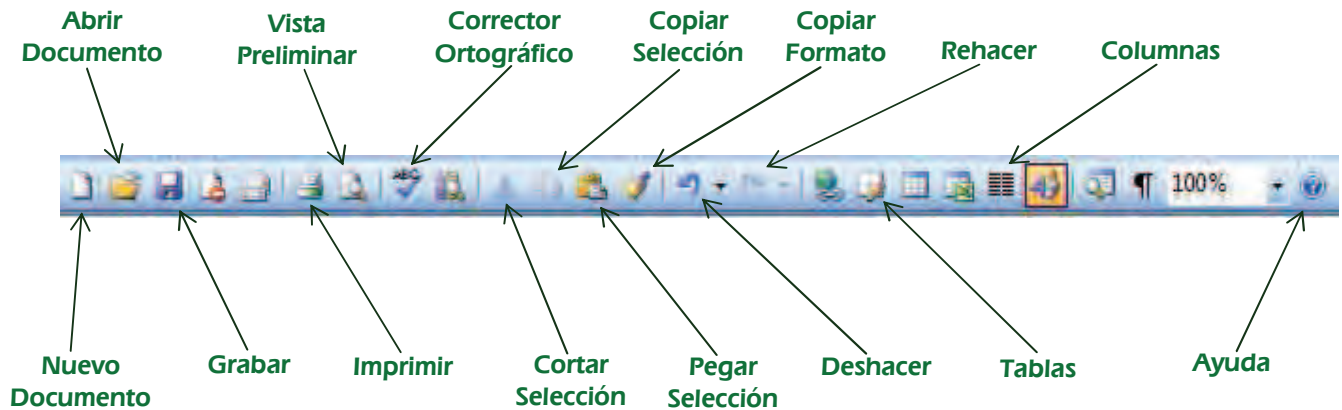 Abrir
Documento
Vista
Preliminar
Corrector
Ortográfico
Copiar
Selección
Copiar
Formato
Rehacer
Columnas
ABC
¶
100%
Nuevo
Documento
Grabar
Imprimir
Cortar
Selección
Pegar
Selección
Deshacer
Tablas
Ayuda